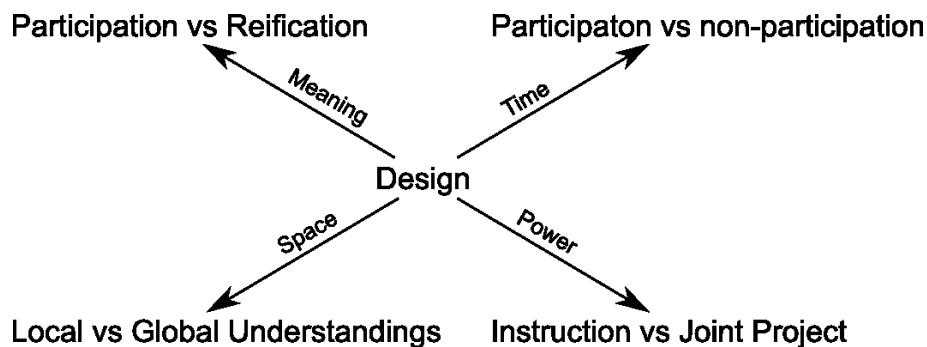 Participation vs Reification
Participaton vs non-participation
Meaning
Time
Design
Space
Power
Local vs Global Understandings
Instruction vs Joint Project